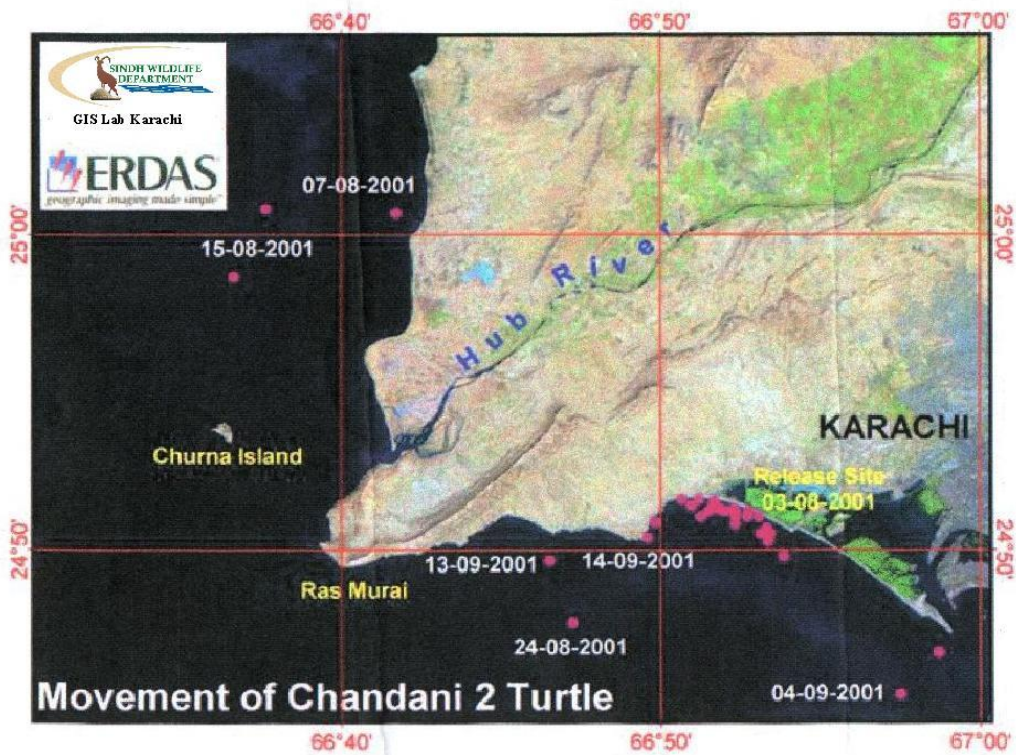 66°40' 66°50' 67°00'
SINDH WILDLIFE
DEPARTMENT
GIS Lab Karachi
ERDAS
geographic imaging made simple
07-08-2001
25°00' 25°00'
15-08-2001
Hub River
KARACHI
Churna Island
Release Site
03-08-2001
24°50' 24°50'
13-09-2001 14-09-2001
Ras Murai
24-08-2001
Movement of Chandani 2 Turtle
04-09-2001
66°40' 66°50' 67°00'